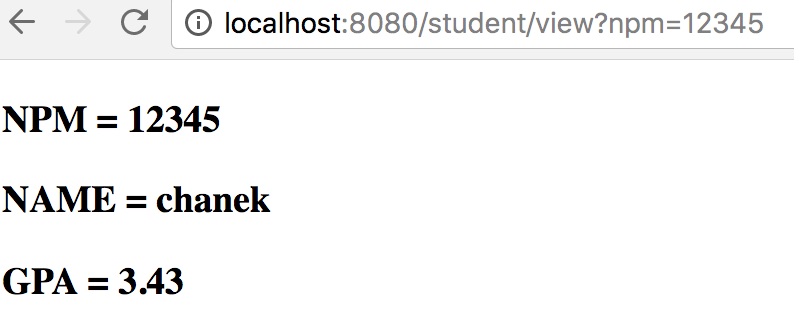 localhost:8080/student/view?npm=12345
NPM = 12345
NAME = chanek
GPA = 3.43